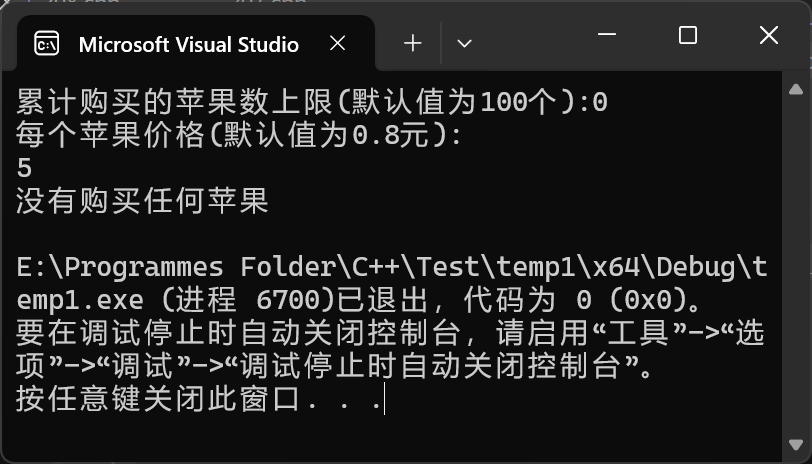 Microsoft Visual Studio
累计购买的苹果数上限(默认值为100个):0
每个苹果价格(默认值为0.8元):
5
没有购买任何苹果
E:\Programmes Folder\C++\Test\temp1\x64\Debug\t
emp1.exe (进程 6700)已退出，代码为 0 (0x0)。
要在调试停止时自动关闭控制台，请启用“工具”->“选
项”->“调试”->“调试停止时自动关闭控制台”。
按任意键关闭此窗口. . .